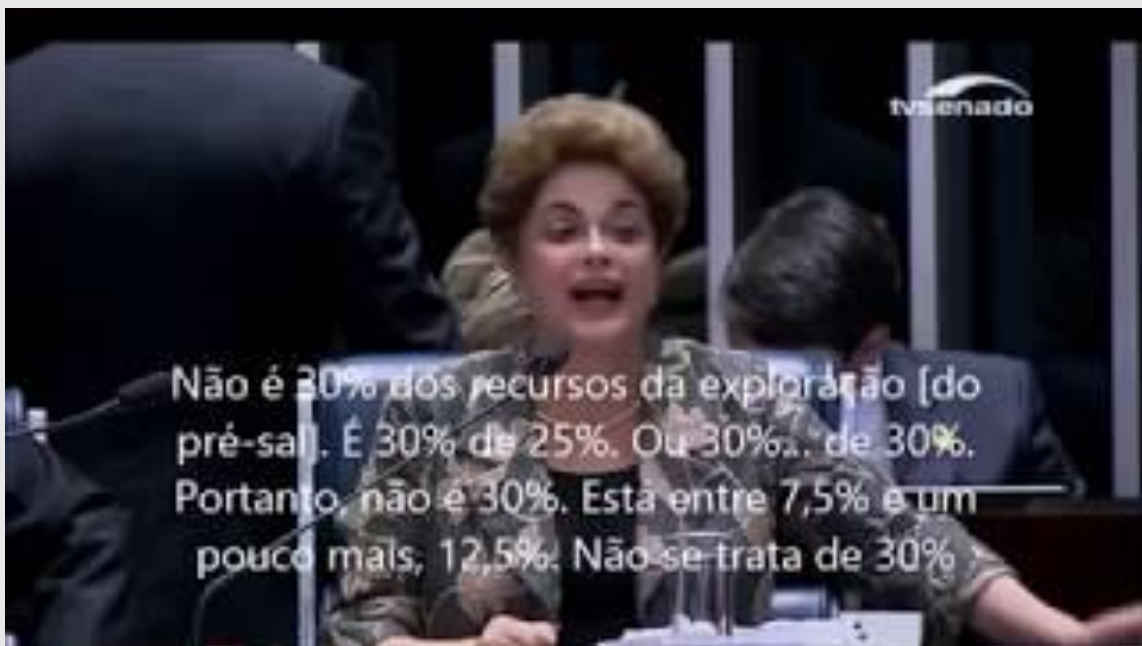 tvsenado
Não é 30% dos recursos da exploração [do
pré-sal]. É 30% de 25%. Ou 30%... de 30%.
Portanto, não é 30%. Está entre 7,5% e um
pouco mais, 12,5%. Não se trata de 30%